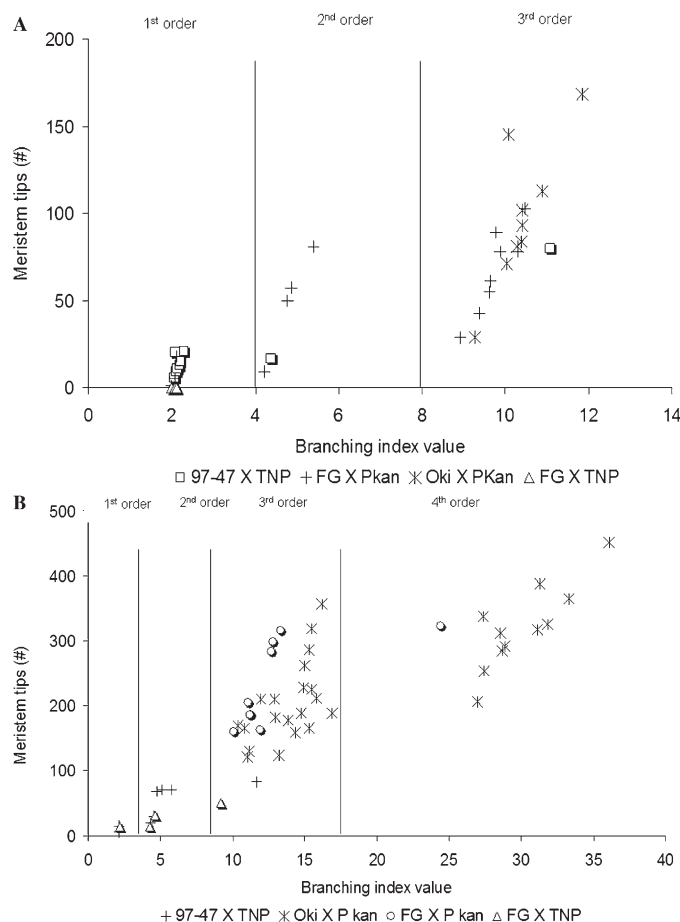 A
1st order 2nd order 3rd order
200
150
100
50
0
Meristem tips (#)
0 2 4 6 8 10 12 14
Branching index value
□ 97-47 X TNP + FG X Pkan ⚹ Oki X PKan △ FG X TNP
B
1st order 2nd order 3rd order 4th order
500
400
300
200
100
0
Meristem tips (#)
0 5 10 15 20 25 30 35 40
Branching index value
+ 97-47 X TNP ⚹ Oki X P kan ○ FG X P kan △ FG X TNP